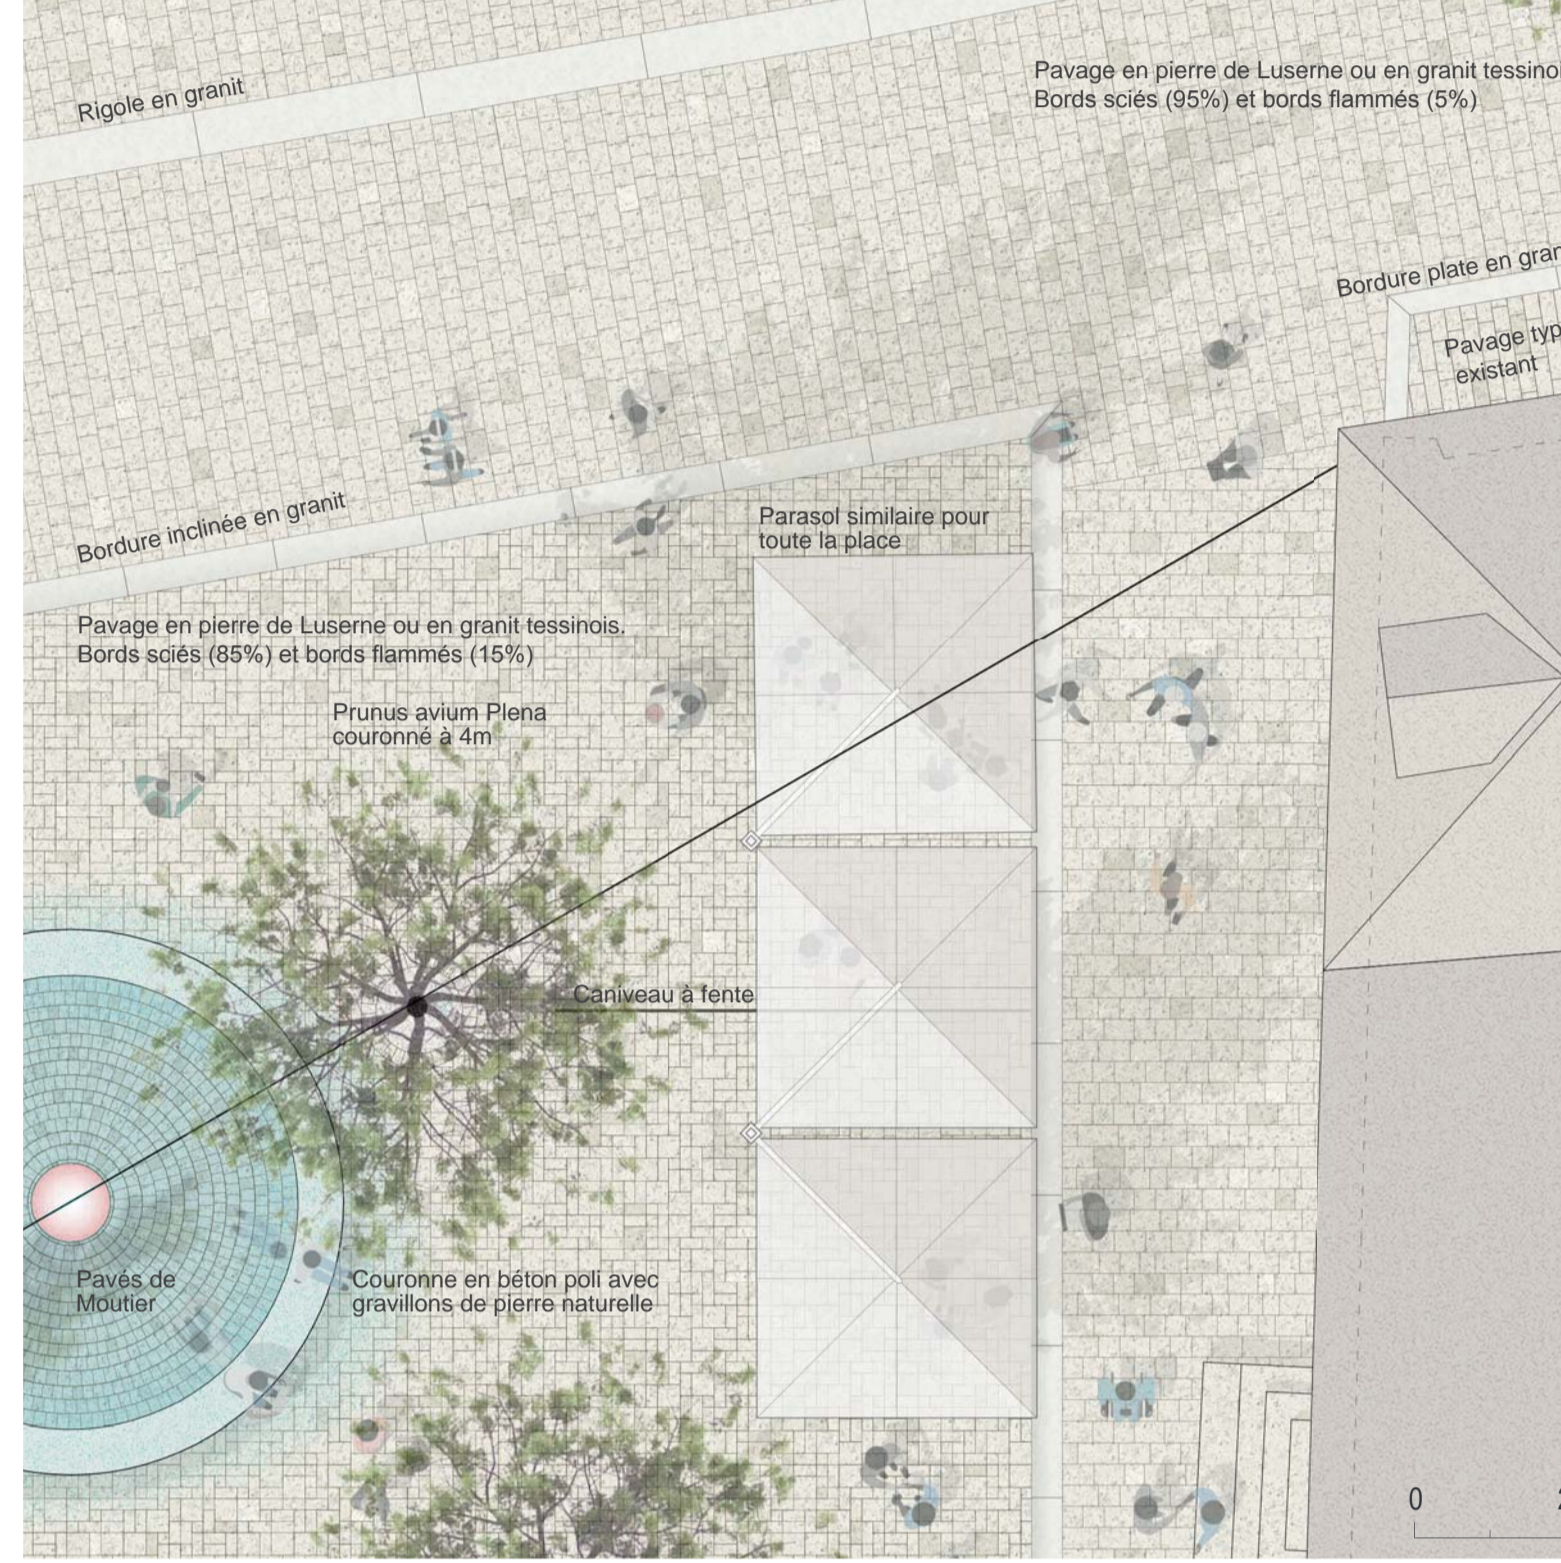 Rigole en granit
Pavage en pierre de Luserne ou en granit tessino
Bords sciés (95%) et bords flammés (5%)
Bordure plate en gran
Pavage typ
existant
Bordure inclinée en granit
Parasol similaire pour
toute la place
Pavage en pierre de Luserne ou en granit tessinois.
Bords sciés (85%) et bords flammés (15%)
Prunus avium Plena
couronné à 4m
Caniveau à fente
Pavés de
Moutier
Couronne en béton poli avec
gravillons de pierre naturelle
0